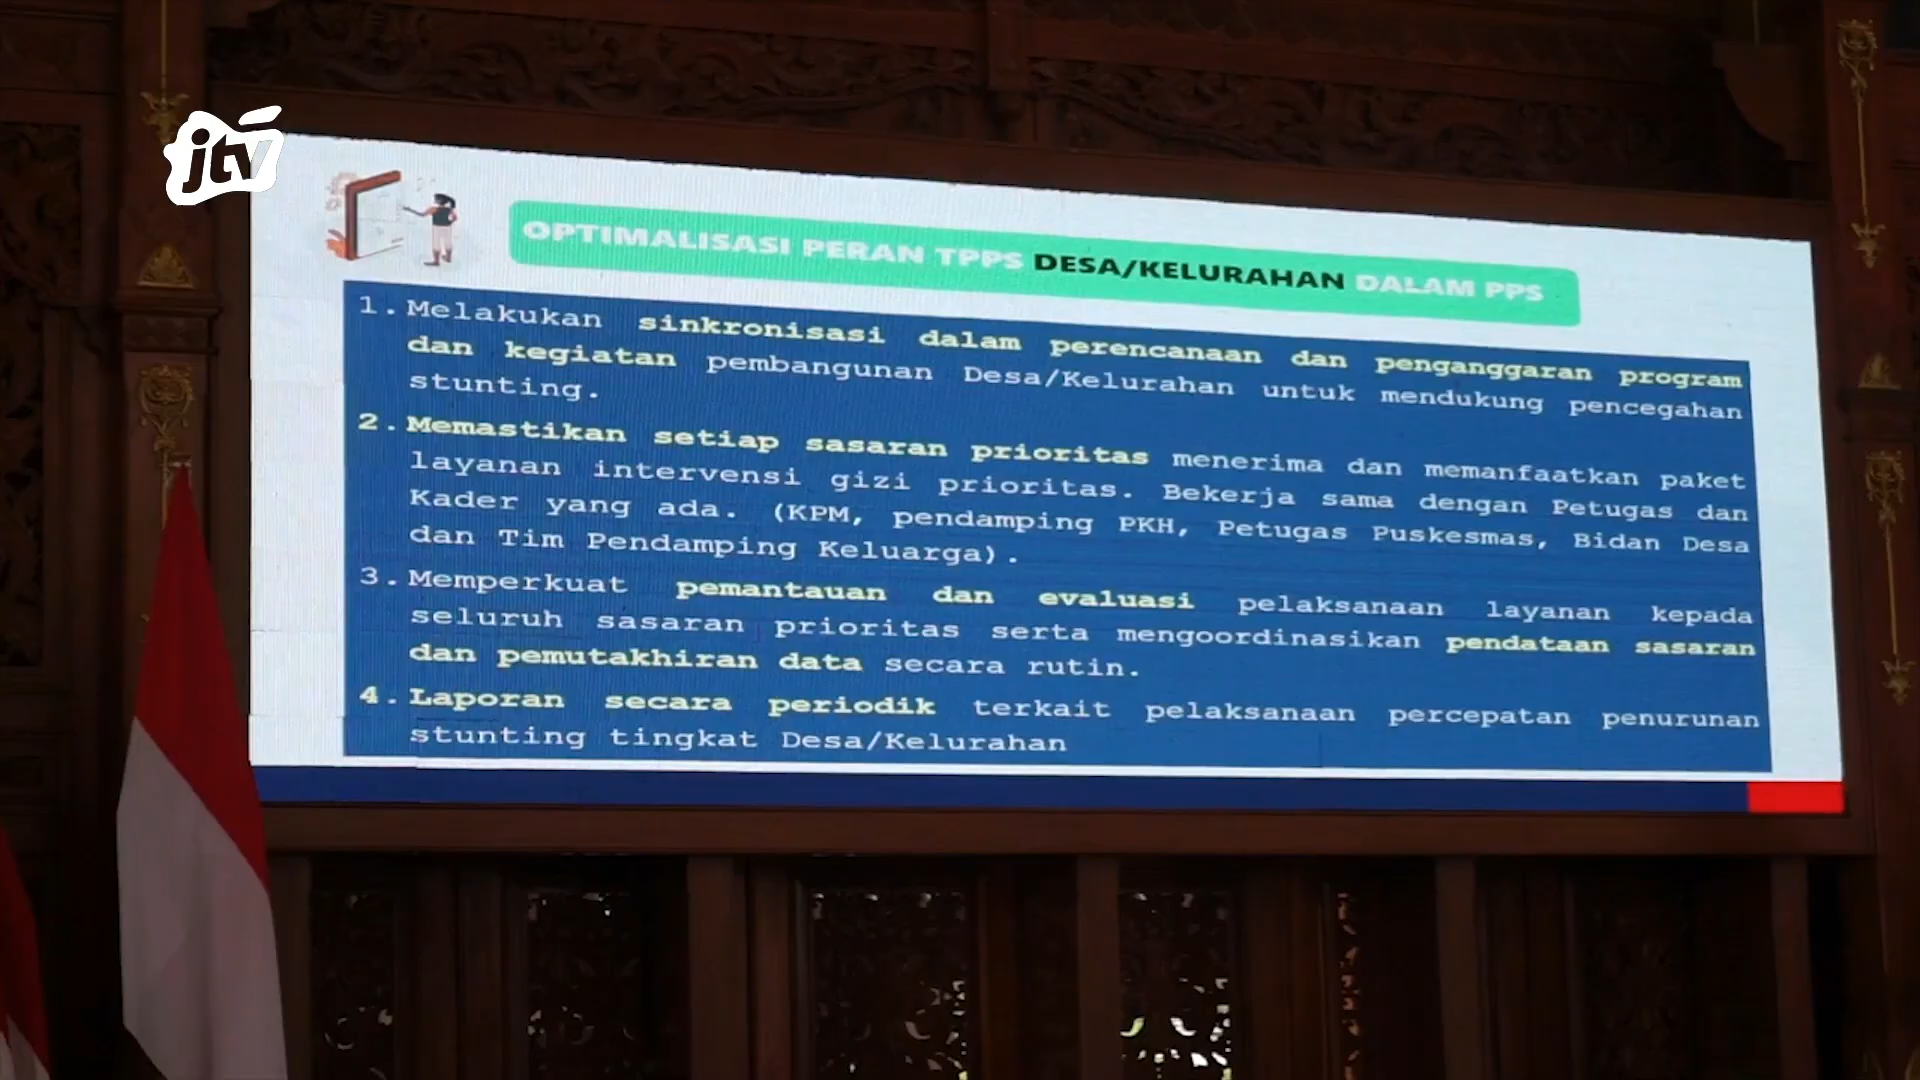 jtv
OPTIMALISASI PERAN TPPS DESA/KELURAHAN DALAM PPS
1. Melakukan sinkronisasi dalam perencanaan dan penganggaran program
dan kegiatan pembangunan Desa/Kelurahan untuk mendukung pencegahan
stunting.
2. Memastikan setiap sasaran prioritas menerima dan memanfaatkan paket
layanan intervensi gizi prioritas. Bekerja sama dengan Petugas dan
Kader yang ada. (KPM, pendamping PKH, Petugas Puskesmas, Bidan Desa
dan Tim Pendamping Keluarga).
3. Memperkuat pemantauan dan evaluasi pelaksanaan layanan kepada
seluruh sasaran prioritas serta mengoordinasikan pendataan sasaran
dan pemutakhiran data secara rutin.
4. Laporan secara periodik terkait pelaksanaan percepatan penurunan
stunting tingkat Desa/Kelurahan